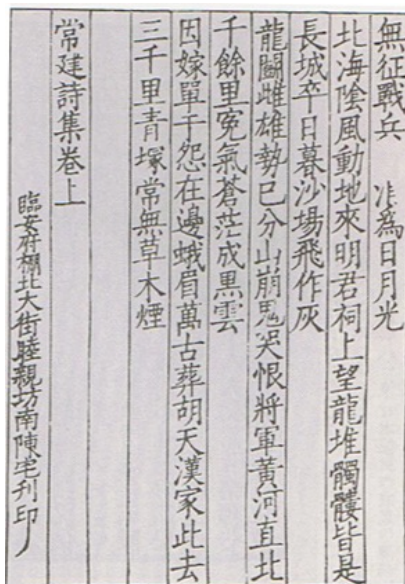 無征戰兵　㳄為日月光
北海陰風動地來明君祠上望龍堆髑髏皆是
長城卒日暮沙場飛作灰
龍鬭雌雄勢已分山崩鬼哭恨將軍黃河直北
千餘里寃氣蒼茫成黑雲
因嫁單于怨在邊蛾眉萬古葬胡天漢家此去
三千里青塚常無草木煙
常建詩集卷上
臨安府棚北大街睦親坊南陳宅刊印